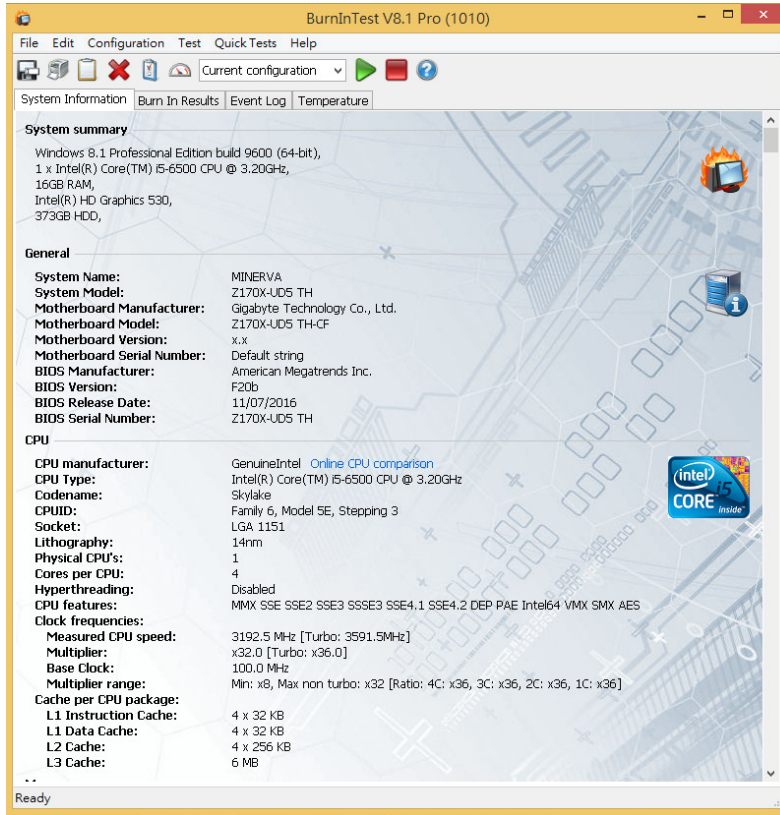 BurnInTest V8.1 Pro (1010)
File Edit Configuration Test Quick Tests Help
Current configuration
System Information Burn In Results Event Log Temperature
System summary
Windows 8.1 Professional Edition build 9600 (64-bit),
1 x Intel(R) Core(TM) i5-6500 CPU @ 3.20GHz,
16GB RAM,
Intel(R) HD Graphics 530,
373GB HDD,
General
System Name: MINERVA
System Model: Z170X-UD5 TH
Motherboard Manufacturer: Gigabyte Technology Co., Ltd.
Motherboard Model: Z170X-UD5 TH-CF
Motherboard Version: x.x
Motherboard Serial Number: Default string
BIOS Manufacturer: American Megatrends Inc.
BIOS Version: F20b
BIOS Release Date: 11/07/2016
BIOS Serial Number: Z170X-UD5 TH
CPU
CPU manufacturer: GenuineIntel Online CPU comparison
CPU Type: Intel(R) Core(TM) i5-6500 CPU @ 3.20GHz
Codename: Skylake
CPUID: Family 6, Model 5E, Stepping 3
Socket: LGA 1151
Lithography: 14nm
Physical CPU's: 1
Cores per CPU: 4
Hyperthreading: Disabled
CPU features: MMX SSE SSE2 SSE3 SSSE3 SSE4.1 SSE4.2 DEP PAE Intel64 VMX SMX AES
Clock frequencies:
Measured CPU speed: 3192.5 MHz [Turbo: 3591.5MHz]
Multiplier: x32.0 [Turbo: x36.0]
Base Clock: 100.0 MHz
Multiplier range: Min: x8, Max non turbo: x32 [Ratio: 4C: x36, 3C: x36, 2C: x36, 1C: x36]
Cache per CPU package:
L1 Instruction Cache: 4 x 32 KB
L1 Data Cache: 4 x 32 KB
L2 Cache: 4 x 256 KB
L3 Cache: 6 MB
(intel)
i5
CORE inside™
Ready